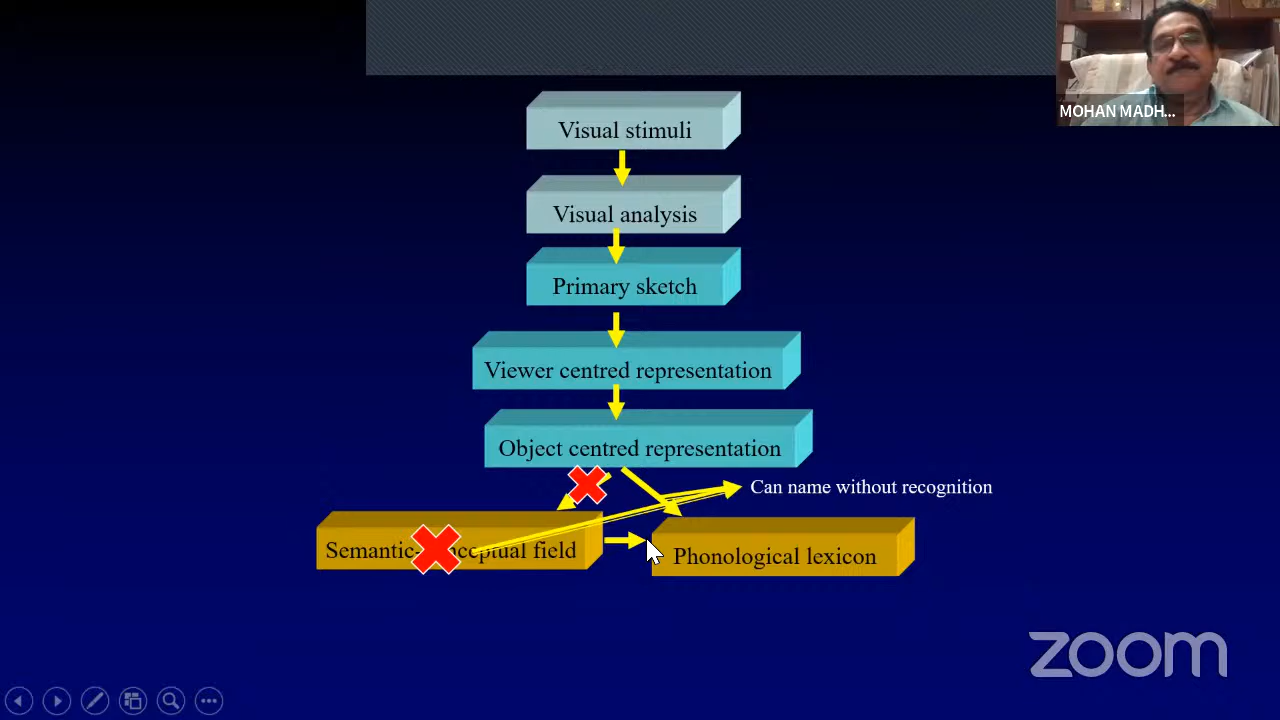 MOHAN MADH...
Visual stimuli
Visual analysis
Primary sketch
Viewer centred representation
Object centred representation
Can name without recognition
Semantic- nceptual field
Phonological lexicon
zoom